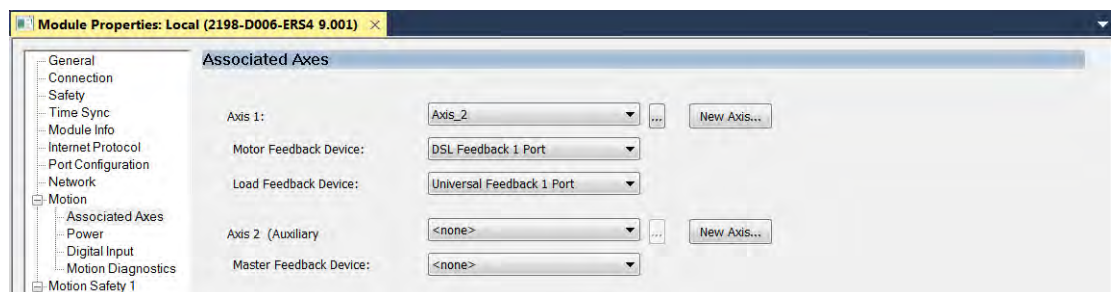 Module Properties: Local (2198-D006-ERS4 9.001) ×
General
Connection
Safety
Time Sync
Module Info
Internet Protocol
Port Configuration
Network
Motion
Associated Axes
Power
Digital Input
Motion Diagnostics
Motion Safety 1
Associated Axes
Axis 1: Axis_2 ... New Axis...
Motor Feedback Device: DSL Feedback 1 Port
Load Feedback Device: Universal Feedback 1 Port
Axis 2 (Auxiliary <none> ... New Axis...
Master Feedback Device: <none>